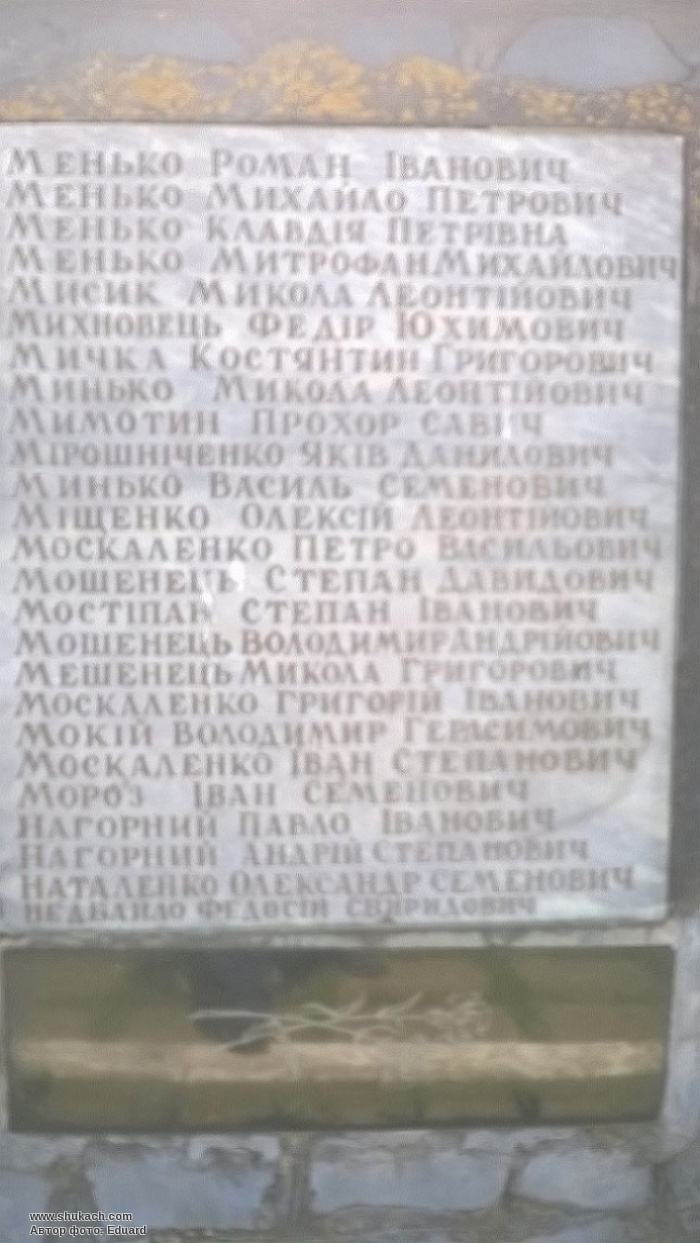 МЕНЬКО РОМАН ІВАНОВИЧ
МЕНЬКО МИХАЙЛО ПЕТРОВИЧ
МЕНЬКО КЛАВДІЯ ПЕТРІВНА
МЕНЬКО МИТРОФАН МИХАЙЛОВИЧ
МИСИК МИКОЛА ЛЕОНТІЙОВИЧ
МИХНОВЕЦЬ ФЕДІР ЮХИМОВИЧ
МИЧКА КОСТЯНТИН ГРИГОРОВИЧ
МИНЬКО МИКОЛА ЛЕОНТІЙОВИЧ
МИМОТИН ПРОХОР САВИЧ
МІРОШНІЧЕНКО ЯКІВ ДАНИЛОВИЧ
МИНЬКО ВАСИЛЬ СЕМЕНОВИЧ
МІЩЕНКО ОЛЕКСІЙ ЛЕОНТІЙОВИЧ
МОСКАЛЕНКО ПЕТРО ВАСИЛЬОВИЧ
МОШЕНЕЦЬ СТЕПАН ДАВИДОВИЧ
МОСТІПАН СТЕПАН ІВАНОВИЧ
МОШЕНЕЦЬ ВОЛОДИМИР АНДРІЙОВИЧ
МЕШЕНЕЦЬ МИКОЛА ГРИГОРОВИЧ
МОСКАЛЕНКО ГРИГОРІЙ ІВАНОВИЧ
МОКІЙ ВОЛОДИМИР ГЕРАСИМОВИЧ
МОСКАЛЕНКО ІВАН СТЕПАНОВИЧ
МОРОЗ ІВАН СЕМЕНОВИЧ
НАГОРНИЙ ПАВЛО ІВАНОВИЧ
НАГОРНИЙ АНДРІЙ СТЕПАНОВИЧ
НАТАЛЕНКО ОЛЕКСАНДР СЕМЕНОВИЧ
НЕДБАЙЛО ФЕДОСІЙ СВИРИДОВИЧ
www.shukach.com
Автор фото: Eduard